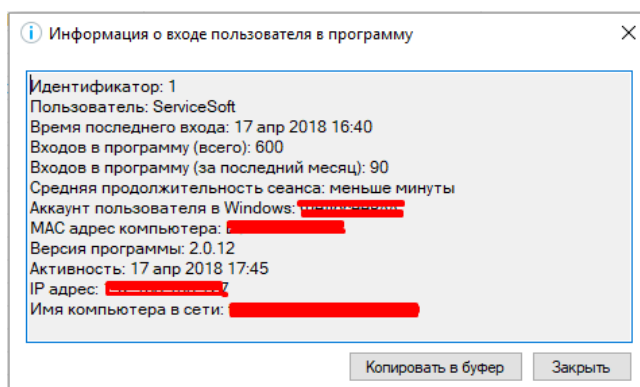 Информация о входе пользователя в программу
Идентификатор: 1
Пользователь: ServiceSoft
Время последнего входа: 17 апр 2018 16:40
Входов в программу (всего): 600
Входов в программу (за последний месяц): 90
Средняя продолжительность сеанса: меньше минуты
Аккаунт пользователя в Windows:
MAC адрес компьютера:
Версия программы: 2.0.12
Активность: 17 апр 2018 17:45
IP адрес:
Имя компьютера в сети:
Копировать в буфер
Закрыть